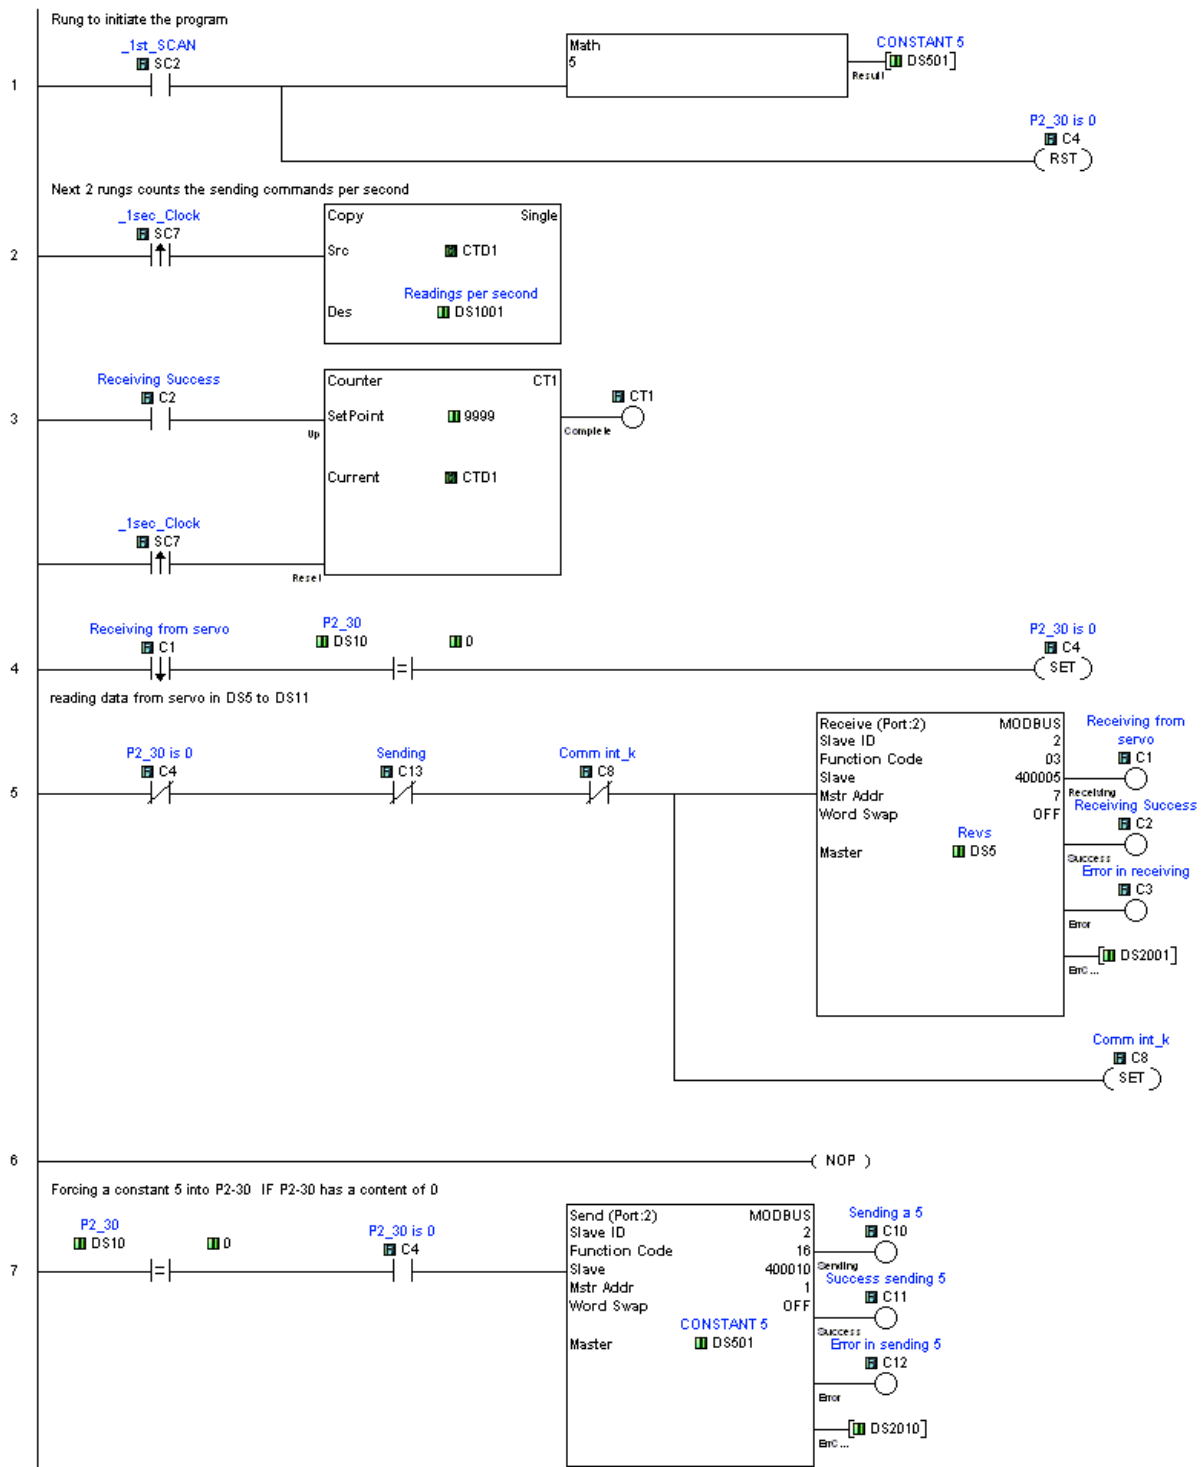 Rung to initiate the program
_1st_SCAN
SC2
1
Math
5
Result
CONSTANT 5
DS501
P2_30 is 0
C4
RST
Next 2 rungs counts the sending commands per second
_1sec_Clock
SC7
2
Copy Single
Src CTD1
Readings per second
Des DS1001
Receiving Success
C2
3
Up
Counter CT1
SetPoint 9999
Current CTD1
CT1
Complete
_1sec_Clock
SC7
Reset
Receiving from servo
C1
4
P2_30
DS10 0
=
P2_30 is 0
C4
SET
reading data from servo in DS5 to DS11
P2_30 is 0
C4
5
Sending
C13
Comm int_k
C8
Receive (Port:2) MODBUS
Slave ID 2
Function Code 03
Slave 400005
Mstr Addr 7
Word Swap OFF
Revs
Master DS5
Receiving from
servo
C1
Receiving
Receiving Success
C2
Success
Error in receiving
C3
Error
DS2001
ErrC...
Comm int_k
C8
SET
6
NOP
Forcing a constant 5 into P2-30 IF P2-30 has a content of 0
P2_30
DS10 0
7
=
P2_30 is 0
C4
Send (Port:2) MODBUS
Slave ID 2
Function Code 16
Slave 400010
Mstr Addr 1
Word Swap OFF
CONSTANT 5
Master DS501
Sending a 5
C10
Sending
Success sending 5
C11
Success
Error in sending 5
C12
Error
DS2010
ErrC...